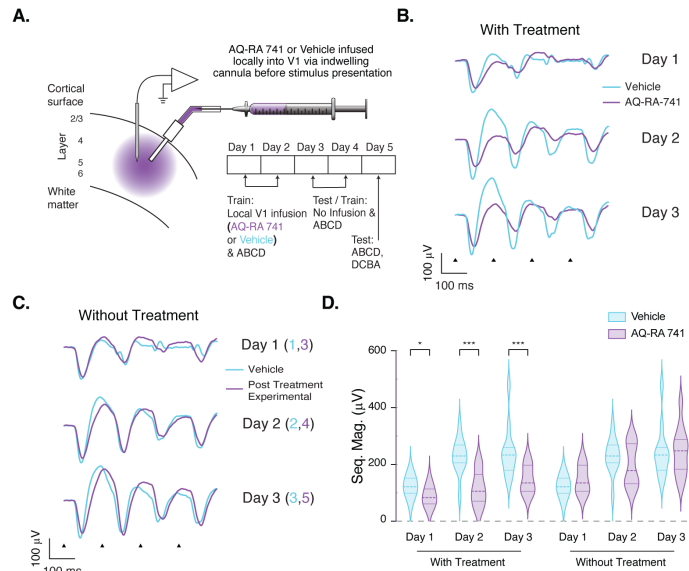 A.
AQ-RA 741 or Vehicle infused
locally into V1 via indwelling
cannula before stimulus presentation
Cortical
surface
2/3
4
5
6
Layer
White
matter
Day 1 Day 2 Day 3 Day 4 Day 5
Train:
Local V1 infusion
(AQ-RA 741
or Vehicle)
& ABCD
Test / Train:
No Infusion &
ABCD
Test:
ABCD,
DCBA
B.
With Treatment
Day 1
Vehicle
AQ-RA-741
Day 2
Day 3
100 µV
100 ms
C.
Without Treatment
Day 1 (1,3)
Vehicle
Post Treatment
Experimental
Day 2 (2,4)
Day 3 (3,5)
100 µV
100 ms
D.
Vehicle
AQ-RA 741
Seq. Mag. (µV)
600
400
200
0
* *** ***
Day 1 Day 2 Day 3 Day 1 Day 2 Day 3
With Treatment Without Treatment